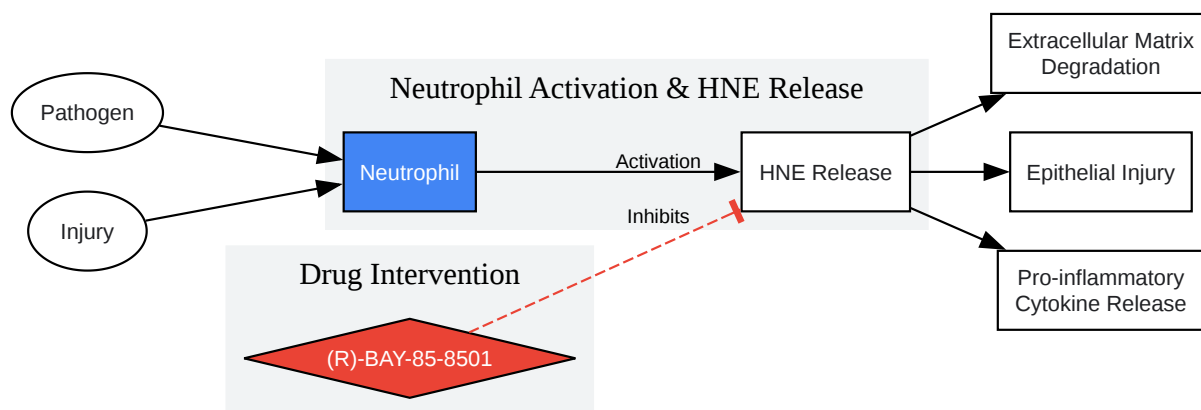 Extracellular Matrix
Degradation
Neutrophil Activation & HNE Release
Pathogen
Neutrophil
Activation
HNE Release
Epithelial Injury
Injury
Inhibits
Drug Intervention
Pro-inflammatory
Cytokine Release
(R)-BAY-85-8501